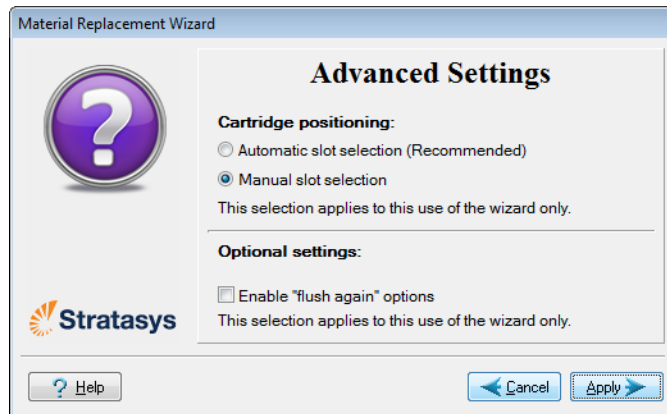 Material Replacement Wizard
Advanced Settings
Cartridge positioning:
Automatic slot selection (Recommended)
Manual slot selection
This selection applies to this use of the wizard only.
Optional settings:
Enable "flush again" options
This selection applies to this use of the wizard only.
Stratasys
? Help
Cancel
Apply